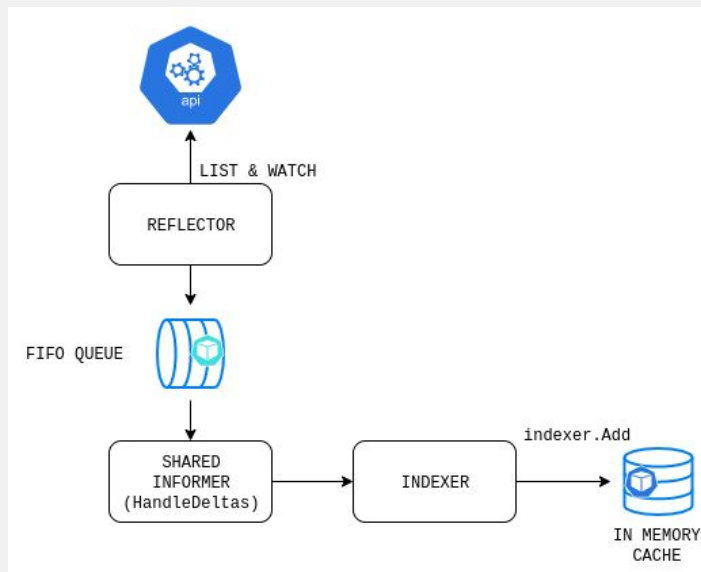 api
LIST & WATCH
REFLECTOR
FIFO QUEUE
SHARED
INFORMER
(HandleDeltas)
INDEXER
indexer.Add
IN MEMORY
CACHE